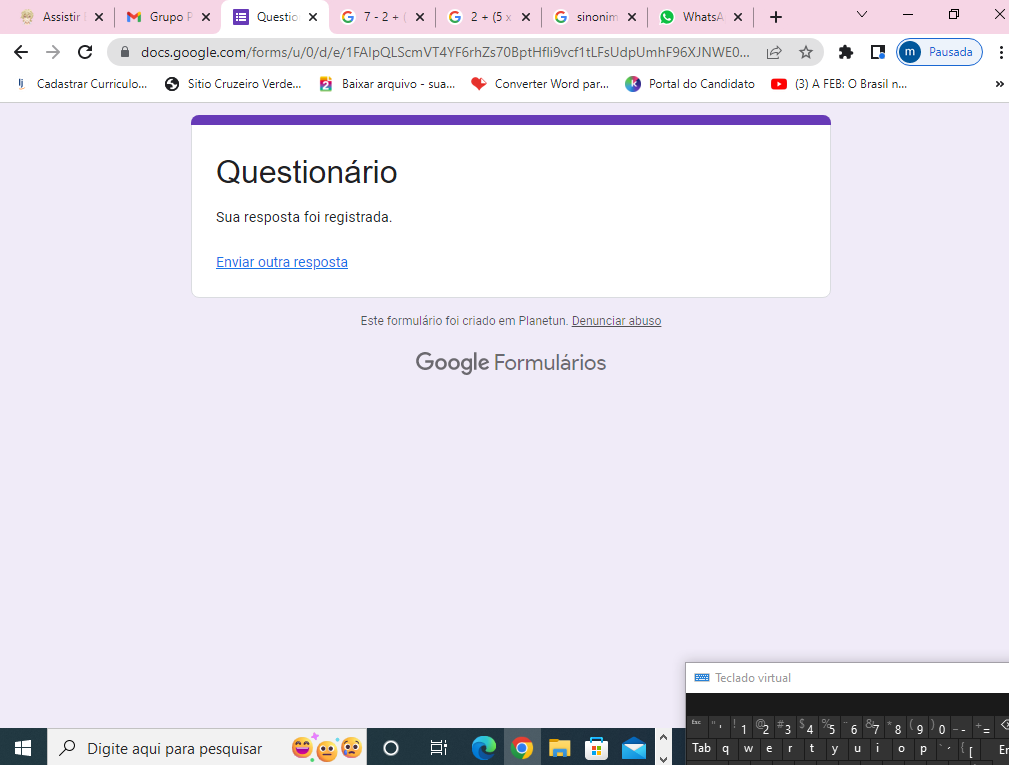 Assistir
Grupo P
Questio
7 - 2 + (
2 + (5 x
sinonim
WhatsA
docs.google.com/forms/u/0/d/e/
Pausada
m
Cadastrar Curriculo...
Sitio Cruzeiro Verde...
Baixar arquivo - sua...
Converter Word par...
Portal do Candidato
(3) A FEB: O Brasil n...
Questionário
Sua resposta foi registrada.
Enviar outra resposta
Este formulário foi criado em Planetun. Denunciar abuso
Google Formulários
Teclado virtual
Esc " ' ! 1 @ 2 # 3 $ 4 % 5 ¨ 6 & 7 * 8 ( 9 ) 0 _ - + =
Tab q w e r t y u i o p ` ´ { [ En
Digite aqui para pesquisar